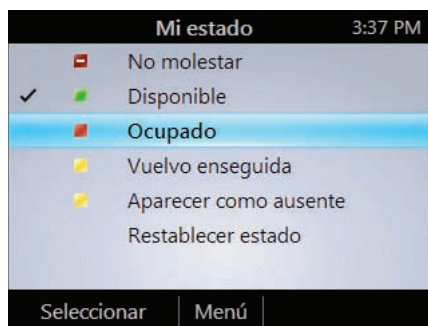 Mi estado 3:37 PM
No molestar
Disponible
Ocupado
Vuelvo enseguida
Aparecer como ausente
Restablecer estado
Seleccionar Menú